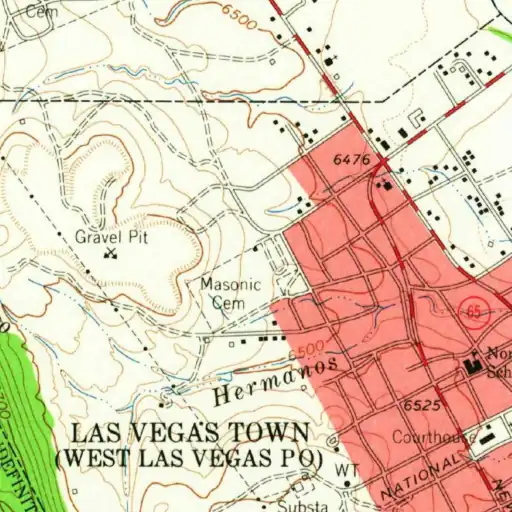 Cem
6500
6476
Gravel Pit
Masonic
Cem
65
6500
Hermanos
Nor
Sch
6525
LAS VEGAS TOWN
(WEST LAS VEGAS PO)
Courthouse
WT
NATIONAL
Substa
DEFINIT